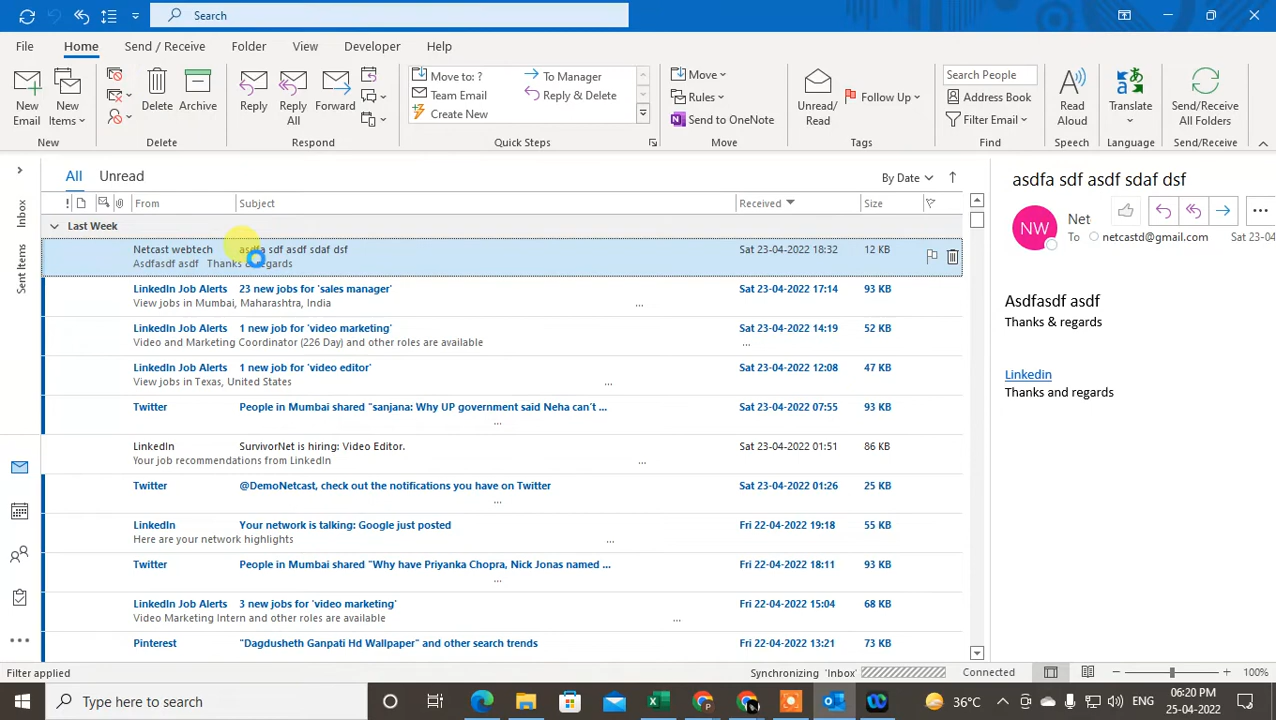 Search
File Home Send / Receive Folder View Developer Help
New Email
New Items
Delete
Archive
Reply
Reply All
Forward
Move to: ?
To Manager
Team Email
Reply & Delete
Create New
Move
Rules
Send to OneNote
Unread/ Read
Follow Up
Search People
Address Book
Filter Email
Read Aloud
Translate
Send/Receive All Folders
New Delete Respond Quick Steps Move Tags Find Speech Language Send/Receive
All Unread By Date
From Subject Received Size
Last Week
Netcast webtech asdfa sdf asdf sdaf dsf Sat 23-04-2022 18:32 12 KB
Asdfasdf asdf Thanks & regards
LinkedIn Job Alerts 23 new jobs for 'sales manager' Sat 23-04-2022 17:14 93 KB
View jobs in Mumbai, Maharashtra, India ...
LinkedIn Job Alerts 1 new job for 'video marketing' Sat 23-04-2022 14:19 52 KB
Video and Marketing Coordinator (226 Day) and other roles are available ...
LinkedIn Job Alerts 1 new job for 'video editor' Sat 23-04-2022 12:08 47 KB
View jobs in Texas, United States ...
Twitter People in Mumbai shared "sanjana: Why UP government said Neha can't ... Sat 23-04-2022 07:55 93 KB
...
LinkedIn SurvivorNet is hiring: Video Editor. Sat 23-04-2022 01:51 86 KB
Your job recommendations from LinkedIn ...
Twitter @DemoNetcast, check out the notifications you have on Twitter Sat 23-04-2022 01:26 25 KB
...
LinkedIn Your network is talking: Google just posted Fri 22-04-2022 19:18 55 KB
Here are your network highlights ...
Twitter People in Mumbai shared "Why have Priyanka Chopra, Nick Jonas named ... Fri 22-04-2022 18:11 93 KB
...
LinkedIn Job Alerts 3 new jobs for 'video marketing' Fri 22-04-2022 15:04 68 KB
Video Marketing Intern and other roles are available ...
Pinterest "Dagdusheth Ganpati Hd Wallpaper" and other search trends Fri 22-04-2022 13:21 73 KB
Inbox
Sent Items
asdfa sdf asdf sdaf dsf
NW
Net
To netcastd@gmail.com Sat 23-04
Asdfasdf asdf
Thanks & regards
Linkedin
Thanks and regards
Filter applied Synchronizing 'Inbox' Connected 100%
Type here to search 36°C ENG 06:20 PM
25-04-2022